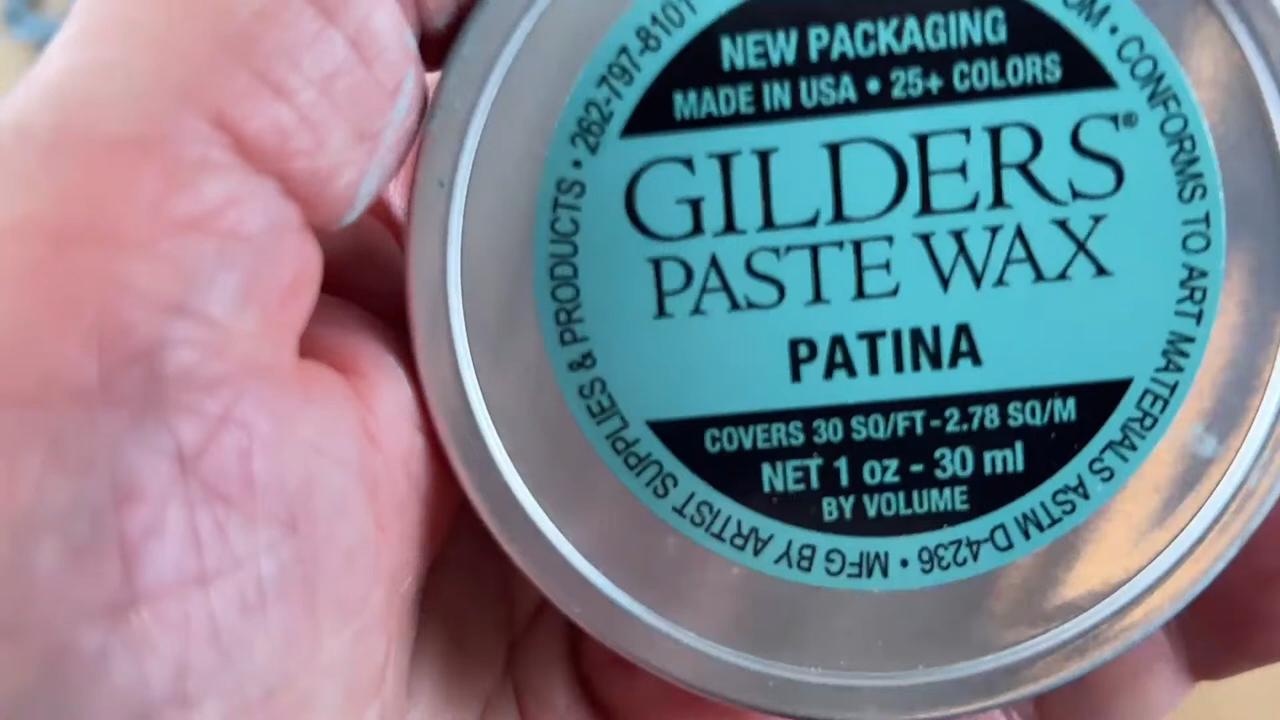 NEW PACKAGING
MADE IN USA • 25+ COLORS
GILDERS®
PASTE WAX
PATINA
COVERS 30 SQ/FT-2.78 SQ/M
NET 1 oz - 30 ml
BY VOLUME
• CONFORMS TO ART MATERIALS ASTM D-4236 • MFG BY ARTIST SUPPLIES & PRODUCTS • 262-797-8101